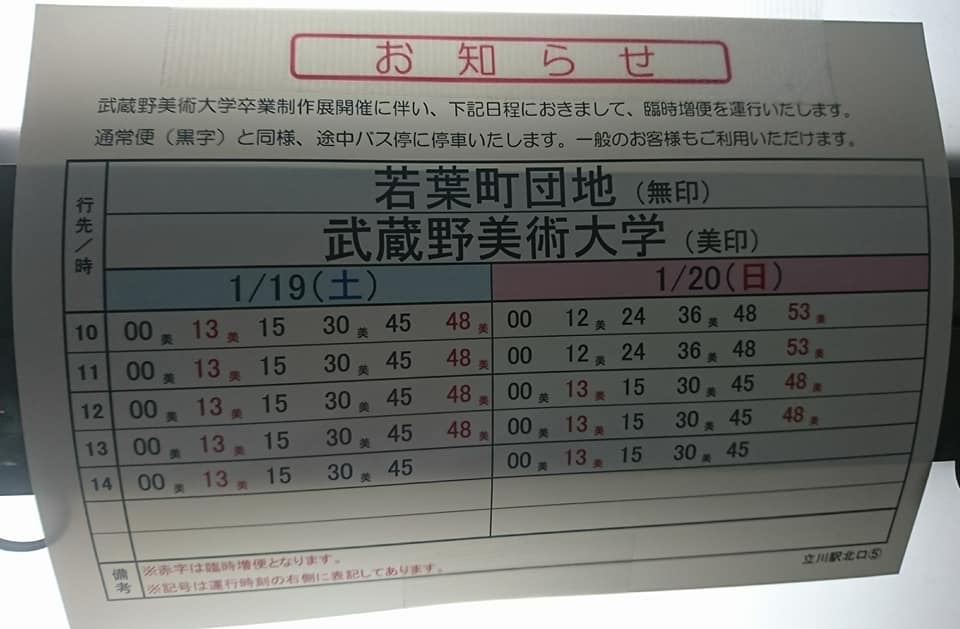 お知らせ
武蔵野美術大学卒業制作展開催に伴い、下記日程におきまして、臨時増便を運行いたします。
通常便（黒字）と同様、途中バス停に停車いたします。一般のお客様もご利用いただけます。
行先/時
若葉町団地（無印）
武蔵野美術大学（美印）
1/19(土) 1/20(日)
10 00美 13美 15 30美 45 48美 00 12美 24 36美 48 53美
11 00美 13美 15 30美 45 48美 00 12美 24 36美 48 53美
12 00美 13美 15 30美 45 48美 00美 13美 15 30美 45 48美
13 00美 13美 15 30美 45 48美 00美 13美 15 30美 45 48美
14 00美 13美 15 30美 45 00美 13美 15 30美 45
備考
※赤字は臨時増便となります。
※記号は運行時刻の右側に表記してあります。
立川駅北口⑤